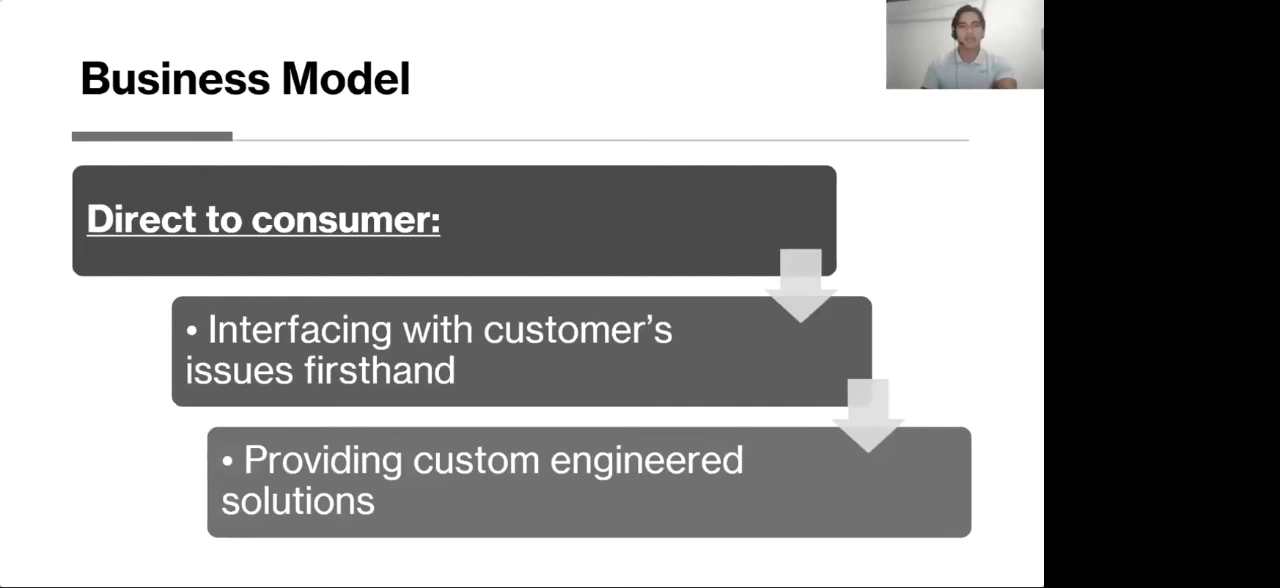 Business Model
Direct to consumer:
• Interfacing with customer’s
issues firsthand
• Providing custom engineered
solutions